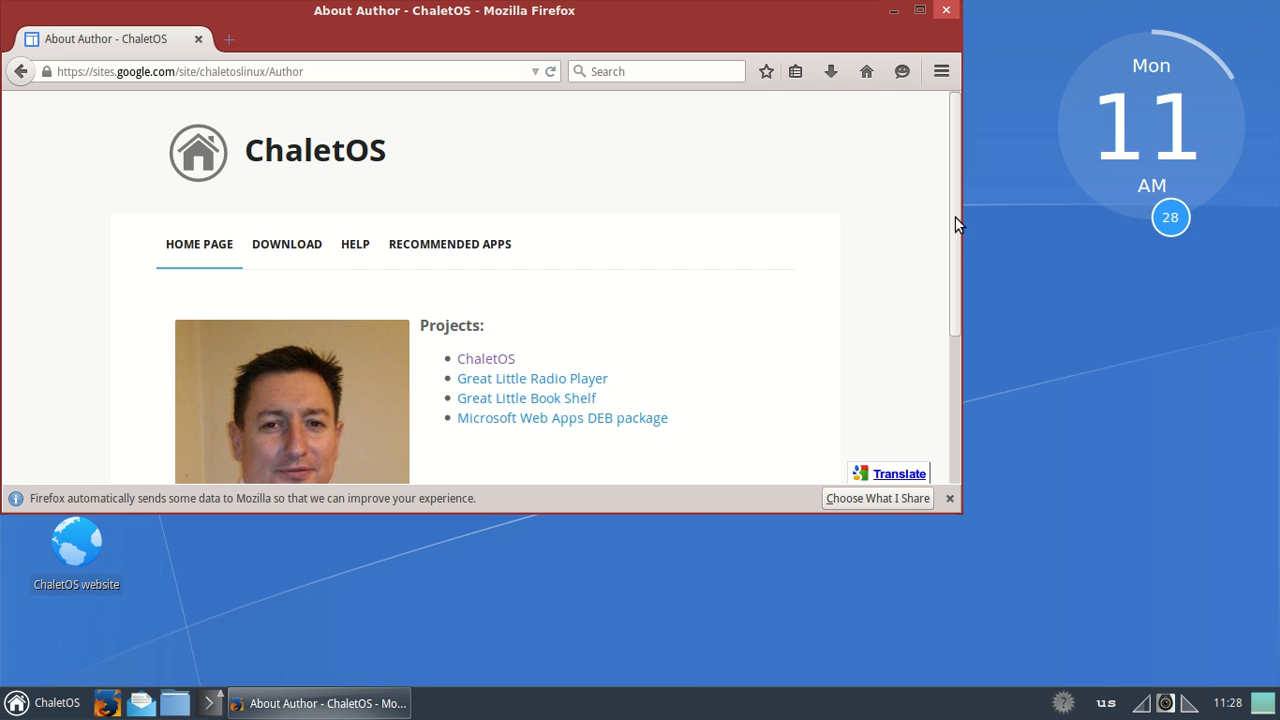 About Author - ChaletOS - Mozilla Firefox
About Author - ChaletOS
https://sites.google.com/site/chaletoslinux/Author
Search
ChaletOS
HOME PAGE DOWNLOAD HELP RECOMMENDED APPS
Projects:
ChaletOS
Great Little Radio Player
Great Little Book Shelf
Microsoft Web Apps DEB package
Translate
Firefox automatically sends some data to Mozilla so that we can improve your experience.
Choose What I Share
Mon
11
AM
28
ChaletOS website
ChaletOS
About Author - ChaletOS - Mo...
us
11:28